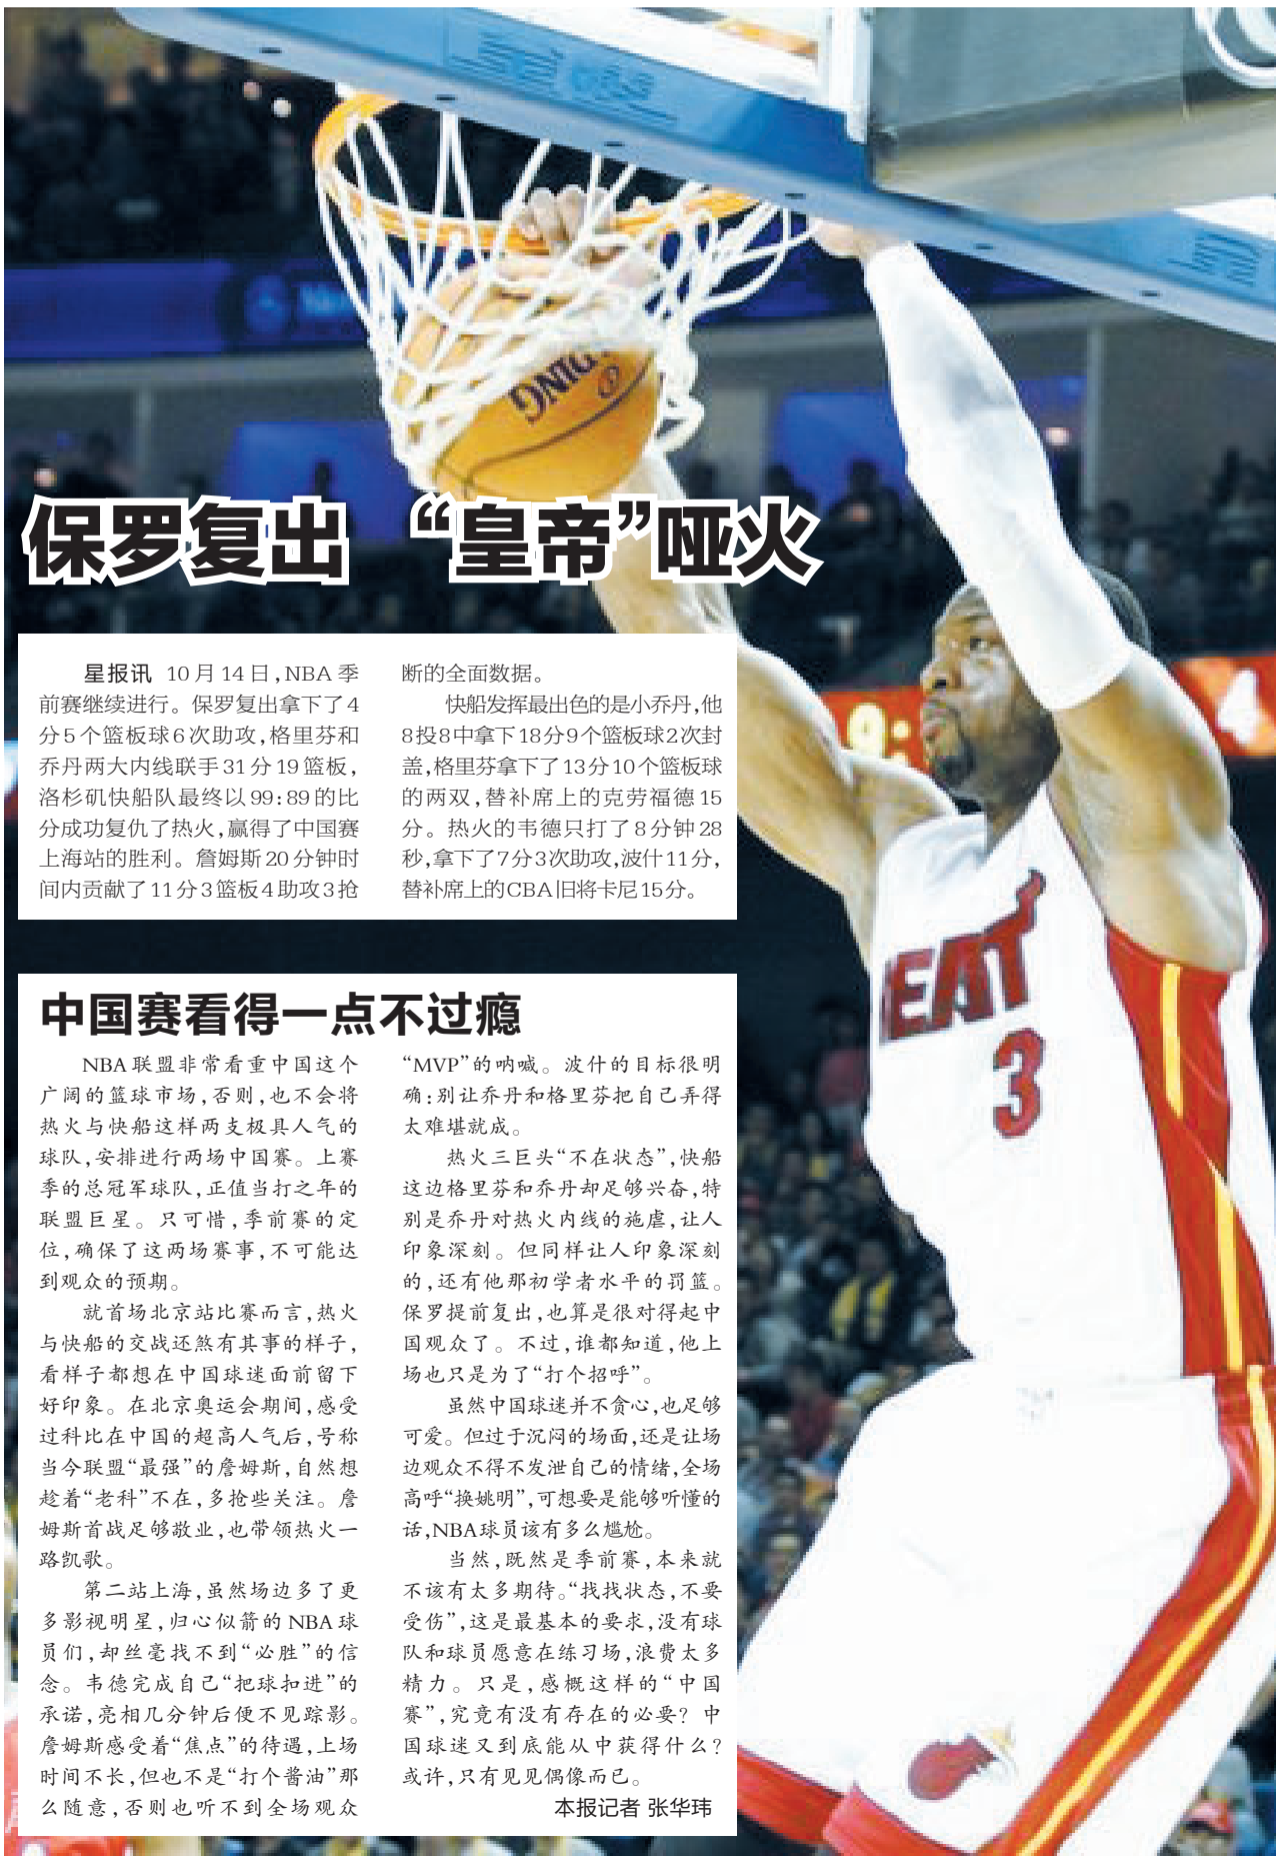 保罗复出 “皇帝”哑火
星报讯 10月14日,NBA季
前赛继续进行。保罗复出拿下了4
分5个篮板球6次助攻,格里芬和
乔丹两大内线联手31分19篮板,
洛杉矶快船队最终以99:89的比
分成功复仇了热火,赢得了中国赛
上海站的胜利。詹姆斯20分钟时
间内贡献了11分3篮板4助攻3抢
断的全面数据。
快船发挥最出色的是小乔丹,他
8投8中拿下18分9个篮板球2次封
盖,格里芬拿下了13分10个篮板球
的两双,替补席上的克劳福德15
分。热火的韦德只打了8分钟28
秒,拿下了7分3次助攻,波什11分,
替补席上的CBA旧将卡尼15分。
中国赛看得一点不过瘾
NBA联盟非常看重中国这个
广阔的篮球市场,否则,也不会将
热火与快船这样两支极具人气的
球队,安排进行两场中国赛。上赛
季的总冠军球队,正值当打之年的
联盟巨星。只可惜,季前赛的定
位,确保了这两场赛事,不可能达
到观众的预期。
就首场北京站比赛而言,热火
与快船的交战还煞有其事的样子,
看样子都想在中国球迷面前留下
好印象。在北京奥运会期间,感受
过科比在中国的超高人气后,号称
当今联盟“最强”的詹姆斯,自然想
趁着“老科”不在,多抢些关注。詹
姆斯首战足够敬业,也带领热火一
路凯歌。
第二站上海,虽然场边多了更
多影视明星,归心似箭的NBA球
员们,却丝毫找不到“必胜”的信
念。韦德完成自己“把球扣进”的
承诺,亮相几分钟后便不见踪影。
詹姆斯感受着“焦点”的待遇,上场
时间不长,但也不是“打个酱油”那
么随意,否则也听不到全场观众
“MVP”的呐喊。波什的目标很明
确:别让乔丹和格里芬把自己弄得
太难堪就成。
热火三巨头“不在状态”,快船
这边格里芬和乔丹却足够兴奋,特
别是乔丹对热火内线的施虐,让人
印象深刻。但同样让人印象深刻
的,还有他那初学者水平的罚篮。
保罗提前复出,也算是很对得起中
国观众了。不过,谁都知道,他上
场也只是为了“打个招呼”。
虽然中国球迷并不贪心,也足够
可爱。但过于沉闷的场面,还是让场
边观众不得不发泄自己的情绪,全场
高呼“换姚明”,可想要是能够听懂的
话,NBA球员该有多么尴尬。
当然,既然是季前赛,本来就
不该有太多期待。“找找状态,不要
受伤”,这是最基本的要求,没有球
队和球员愿意在练习场,浪费太多
精力。只是,感概这样的“中国
赛”,究竟有没有存在的必要？中
国球迷又到底能从中获得什么？
或许,只有见见偶像而已。
本报记者 张华玮
DING
9:
4
EAT
3